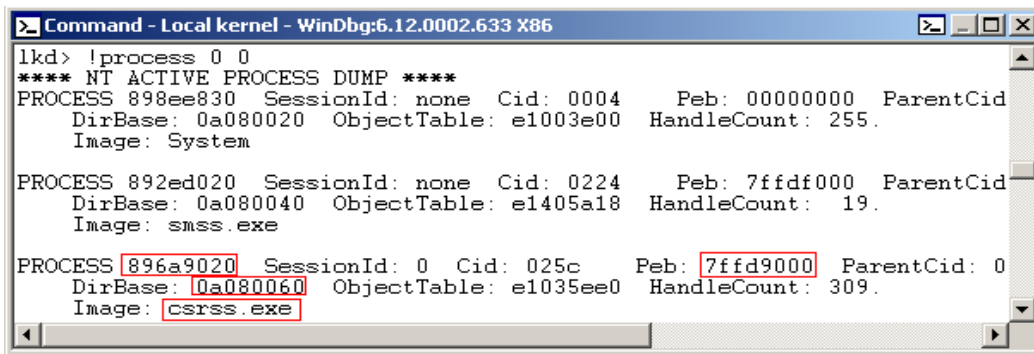 Command - Local kernel - WinDbg:6.12.0002.633 X86
lkd> !process 0 0
**** NT ACTIVE PROCESS DUMP ****
PROCESS 898ee830  SessionId: none  Cid: 0004    Peb: 00000000  ParentCid
    DirBase: 0a080020  ObjectTable: e1003e00  HandleCount: 255.
    Image: System
PROCESS 892ed020  SessionId: none  Cid: 0224    Peb: 7ffdf000  ParentCid
    DirBase: 0a080040  ObjectTable: e1405a18  HandleCount:  19.
    Image: smss.exe
PROCESS 896a9020  SessionId: 0  Cid: 025c    Peb: 7ffd9000  ParentCid: 0
    DirBase: 0a080060  ObjectTable: e1035ee0  HandleCount: 309.
    Image: csrss.exe